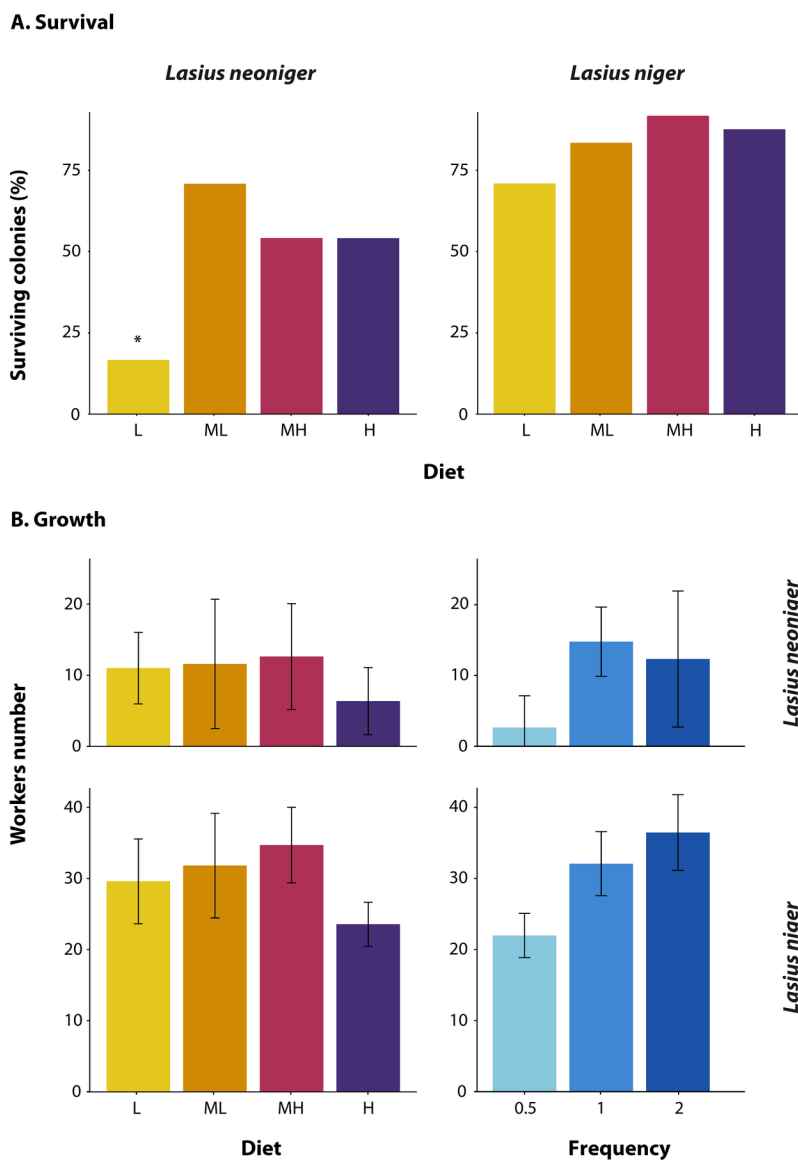 A. Survival
Lasius neoniger
Lasius niger
Surviving colonies (%)
75
50
25
0
*
L
ML
MH
H
75
50
25
0
L
ML
MH
H
Diet
B. Growth
Workers number
20
10
0
20
10
0
Lasius neoniger
40
30
20
10
0
L
ML
MH
H
Diet
40
30
20
10
0
0.5
1
2
Frequency
Lasius niger